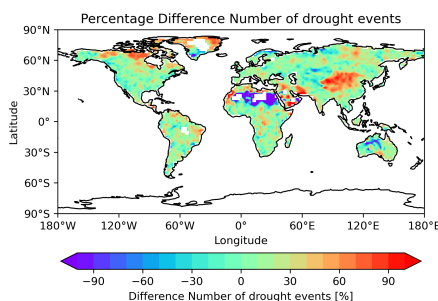 Percentage Difference Number of drought events
90°N
60°N
30°N
0°
30°S
60°S
90°S
Latitude
180°W 120°W 60°W 0° 60°E 120°E 180°E
Longitude
−90 −60 −30 0 30 60 90
Difference Number of drought events [%]